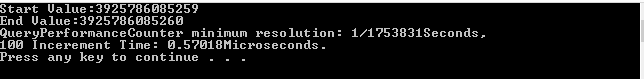 Start Value:3925786085259
End Value:3925786085260
QueryPerformanceCounter minimum resolution: 1/1753831Seconds,
100 Increment Time: 0.57018Microseconds.
Press any key to continue . . .